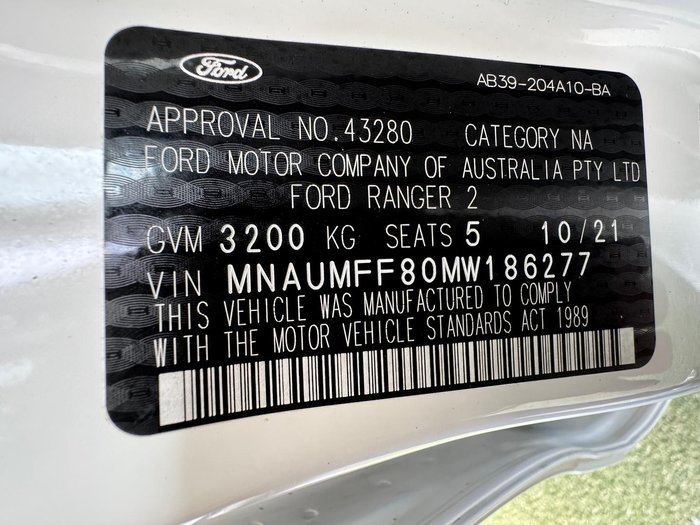 Ford
AB39-204A10-BA
APPROVAL NO.43280 CATEGORY NA
FORD MOTOR COMPANY OF AUSTRALIA PTY LTD
FORD RANGER 2
GVM 3200 KG SEATS 5 10/21
VIN MNAUMFF80MW186277
THIS VEHICLE WAS MANUFACTURED TO COMPLY
WITH THE MOTOR VEHICLE STANDARDS ACT 1989